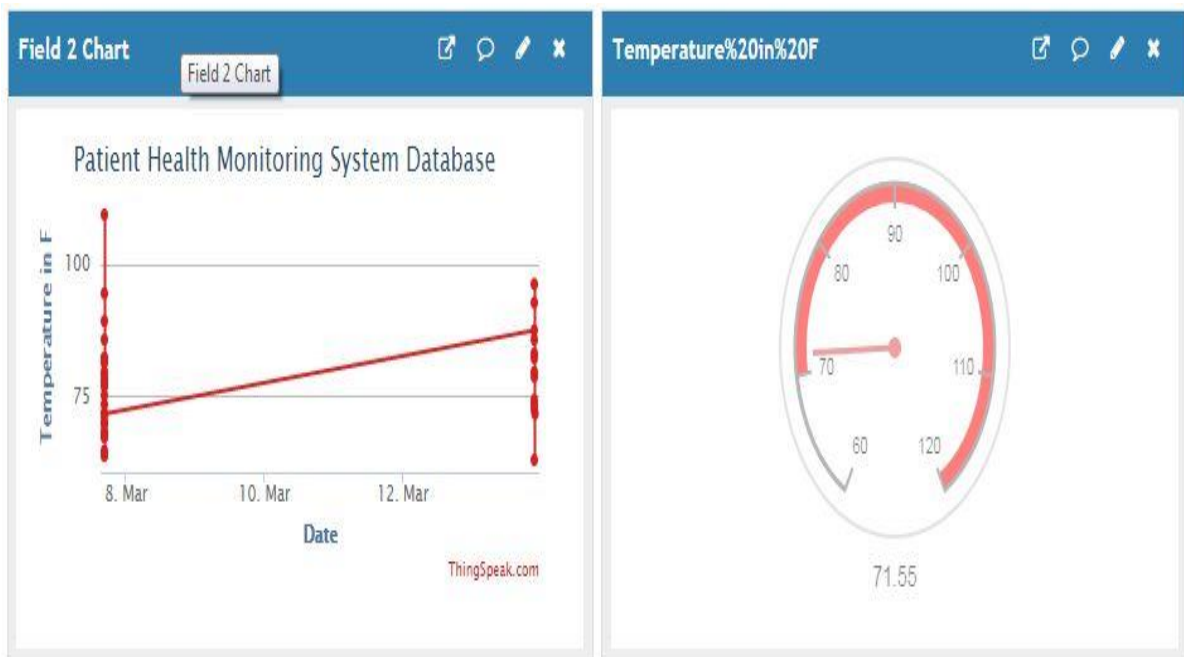 Field 2 Chart
Field 2 Chart
Patient Health Monitoring System Database
Temperature in F
100
75
8. Mar
10. Mar
12. Mar
Date
ThingSpeak.com
Temperature%20in%20F
60
70
80
90
100
110
120
71.55